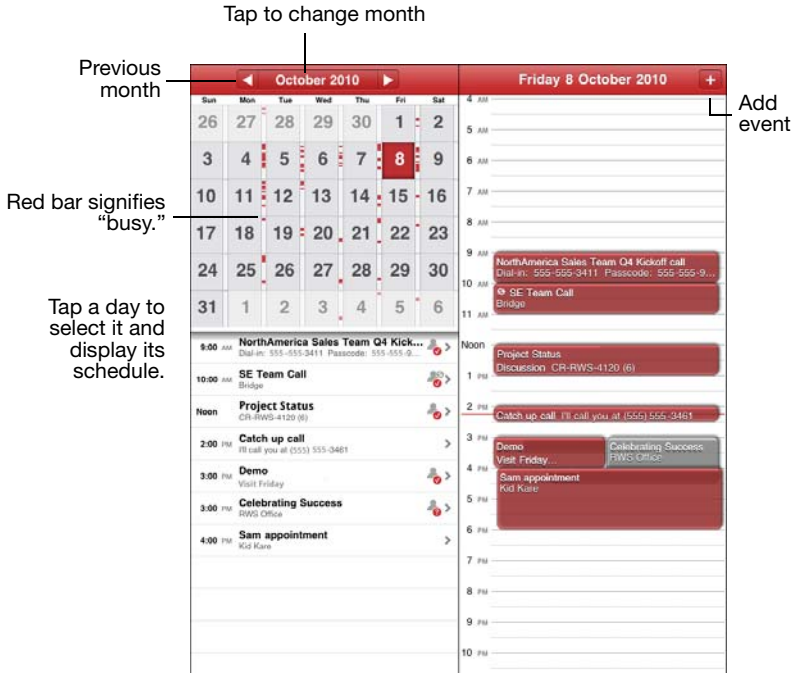 Tap to change month
Previous
month
October 2010
Friday 8 October 2010
+
Add
event
Sun Mon Tue Wed Thu Fri Sat
26 27 28 29 30 1 2
3 4 5 6 7 8 9
10 11 12 13 14 15 16
17 18 19 20 21 22 23
24 25 26 27 28 29 30
31 1 2 3 4 5 6
Red bar signifies
“busy.”
Tap a day to
select it and
display its
schedule.
9:00 AM NorthAmerica Sales Team Q4 Kick...
Dial-in: 555-555-3411 Passcode: 555-555-9...
10:00 AM SE Team Call
Bridge
Noon Project Status
CR-RWS-4120 (6)
2:00 PM Catch up call
I'll call you at (555) 555-3461
3:00 PM Demo
Visit Friday
3:00 PM Celebrating Success
RWS Office
4:00 PM Sam appointment
Kid Kare
4 AM
5 AM
6 AM
7 AM
8 AM
9 AM
NorthAmerica Sales Team Q4 Kickoff call
Dial-in: 555-555-3411 Passcode: 555-555-9...
10 AM
SE Team Call
Bridge
11 AM
Noon
Project Status
Discussion CR-RWS-4120 (6)
1 PM
2 PM
Catch up call I'll call you at (555) 555-3461
3 PM
Demo
Visit Friday...
Celebrating Success
RWS Office
4 PM
Sam appointment
Kid Kare
5 PM
6 PM
7 PM
8 PM
9 PM
10 PM